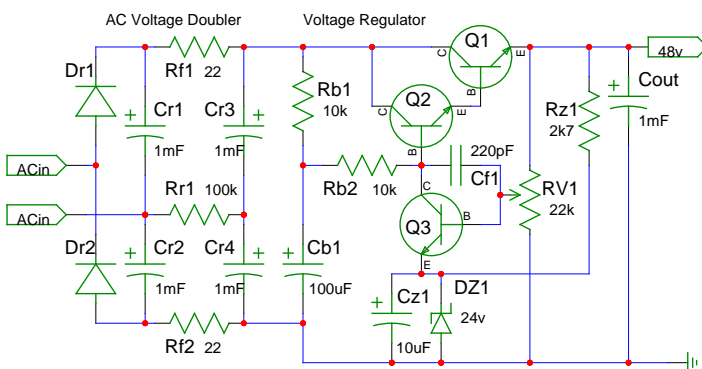 AC Voltage Doubler
Voltage Regulator
Dr1
Rf1
22
Cr1
+
1mF
Cr3
+
1mF
Rb1
10k
Q1
C
E
B
Q2
C
E
B
48v
Cout
+
1mF
Rz1
2k7
ACin
ACin
Rr1
100k
Rb2
10k
220pF
Cf1
RV1
22k
Q3
C
B
E
Dr2
Cr2
+
1mF
Cr4
+
1mF
Cb1
+
100uF
Rf2
22
Cz1
+
10uF
DZ1
24v